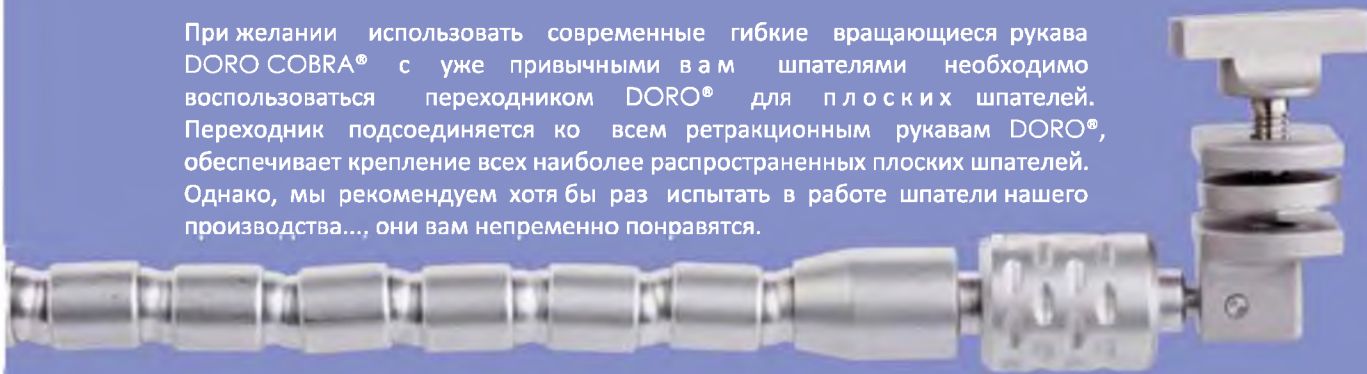 При желании использовать современные гибкие вращающиеся рукава
DORO COBRA® с уже привычными вам шпателями необходимо
воспользоваться переходником DORO® для плоских шпателей.
Переходник подсоединяется ко всем ретракционным рукавам DORO®,
обеспечивает крепление всех наиболее распространенных плоских шпателей.
Однако, мы рекомендуем хотя бы раз испытать в работе шпатели нашего
производства..., они вам непременно понравятся.